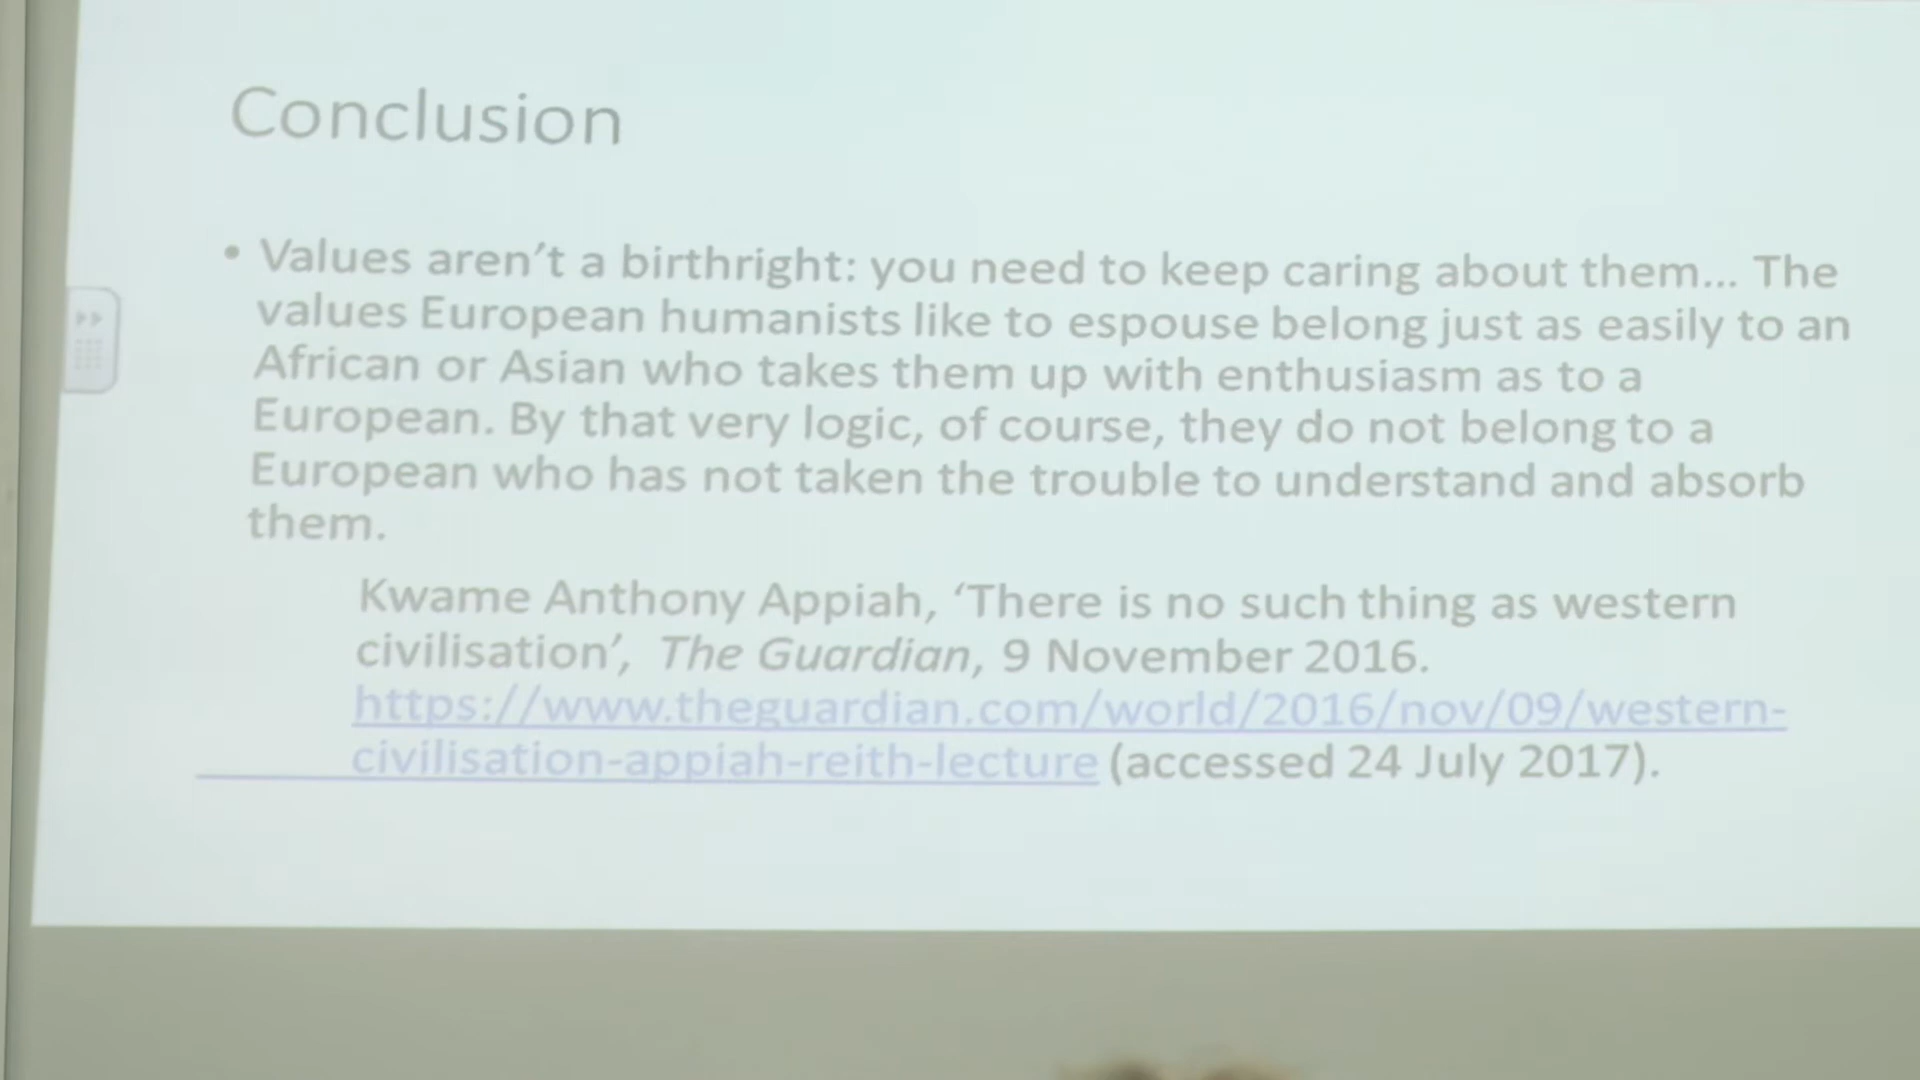 Conclusion
• Values aren't a birthright: you need to keep caring about them... The
values European humanists like to espouse belong just as easily to an
African or Asian who takes them up with enthusiasm as to a
European. By that very logic, of course, they do not belong to a
European who has not taken the trouble to understand and absorb
them.
Kwame Anthony Appiah, ‘There is no such thing as western
civilisation’, The Guardian, 9 November 2016.
https://www.theguardian.com/world/2016/nov/09/western-
civilisation-appiah-reith-lecture (accessed 24 July 2017).